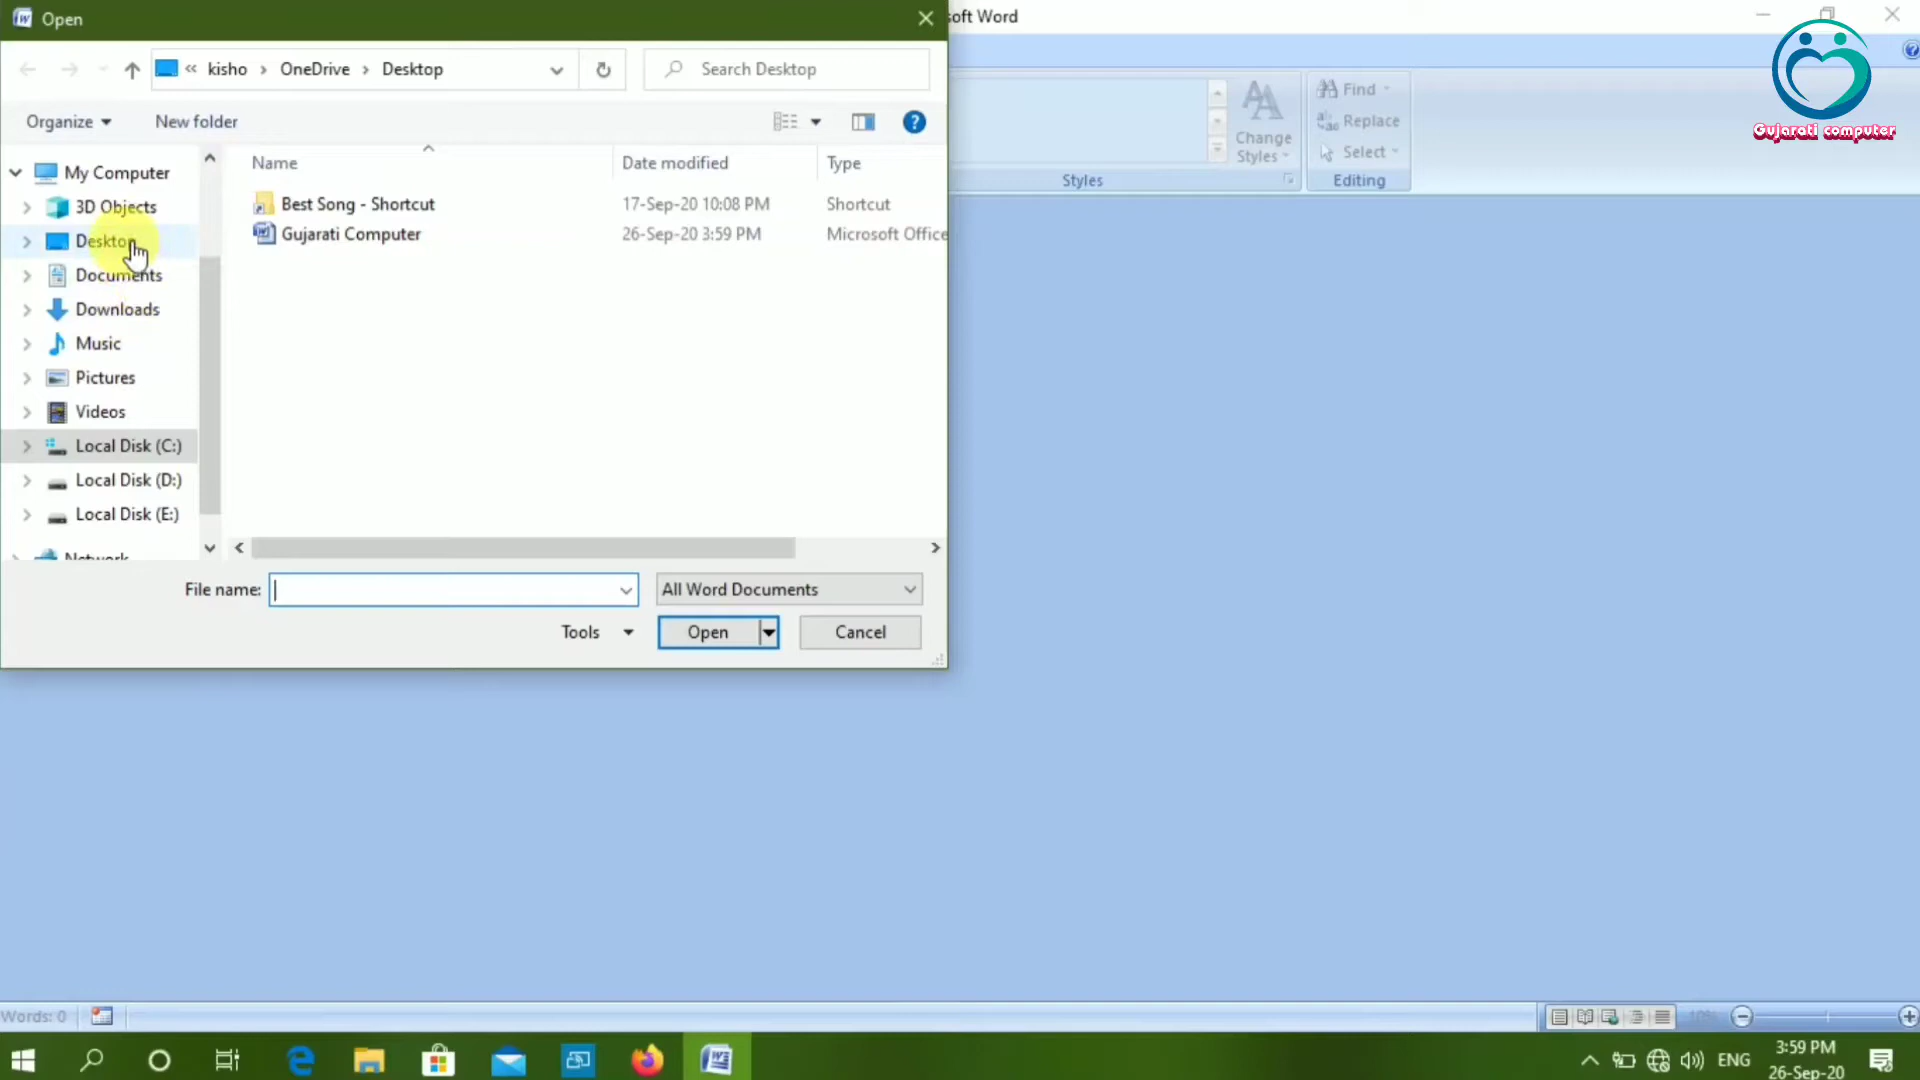 Open
soft Word
« kisho › OneDrive › Desktop
Search Desktop
Organize
New folder
My Computer
3D Objects
Desktop
Documents
Downloads
Music
Pictures
Videos
Local Disk (C:)
Local Disk (D:)
Local Disk (E:)
Network
Name
Date modified
Type
Best Song - Shortcut
17-Sep-20 10:08 PM
Shortcut
Gujarati Computer
26-Sep-20 3:59 PM
Microsoft Office
File name:
All Word Documents
Tools
Open
Cancel
Change
Styles
Styles
Find
Replace
Select
Editing
Gujarati computer
Words: 0
ENG
3:59 PM
26-Sep-20